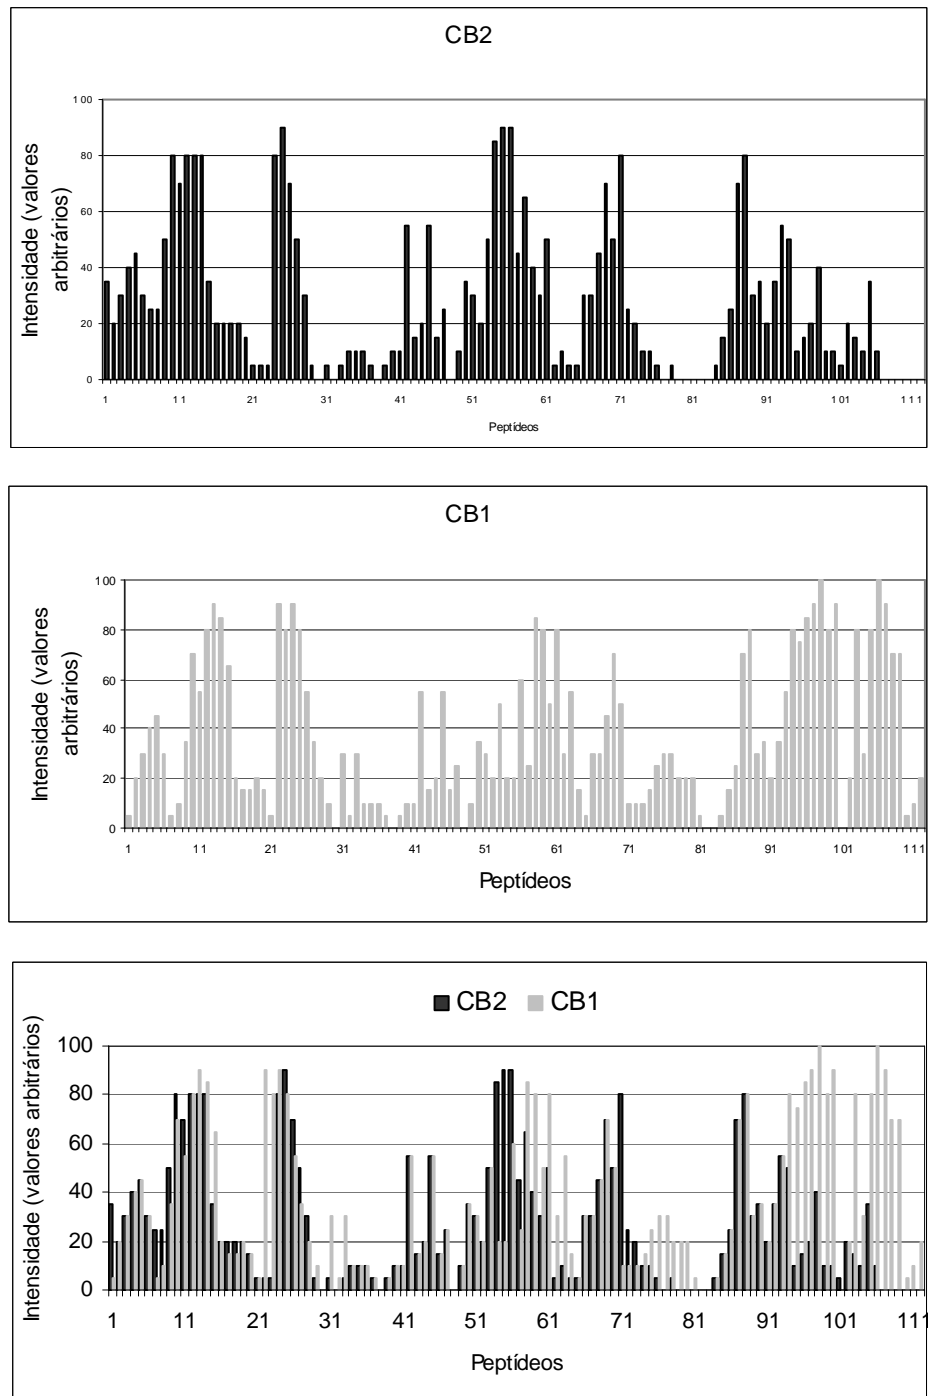 CB2
Intensidade (valores
arbitrários)
100
80
60
40
20
0
1 11 21 31 41 51 61 71 81 91 101 111
Peptídeos
CB1
Intensidade (valores
arbitrários)
100
80
60
40
20
0
1 11 21 31 41 51 61 71 81 91 101 111
Peptídeos
CB2 CB1
Intensidade (valores arbitrários)
100
80
60
40
20
0
1 11 21 31 41 51 61 71 81 91 101 111
Peptídeos